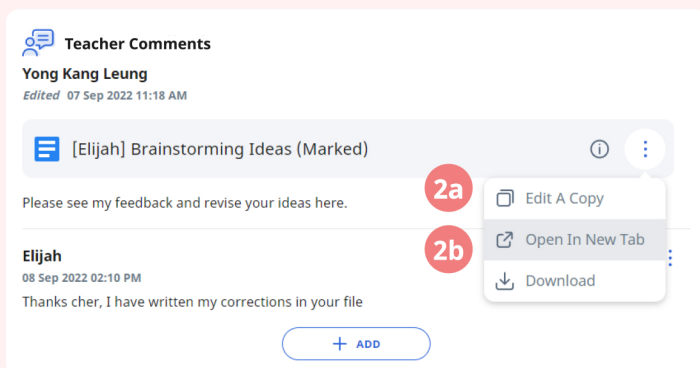 Teacher Comments
Yong Kang Leung
Edited 07 Sep 2022 11:18 AM
[Elijah] Brainstorming Ideas (Marked)
Please see my feedback and revise your ideas here.
2a
Edit A Copy
2b
Open In New Tab
Download
Elijah
08 Sep 2022 02:10 PM
Thanks cher, I have written my corrections in your file
ADD